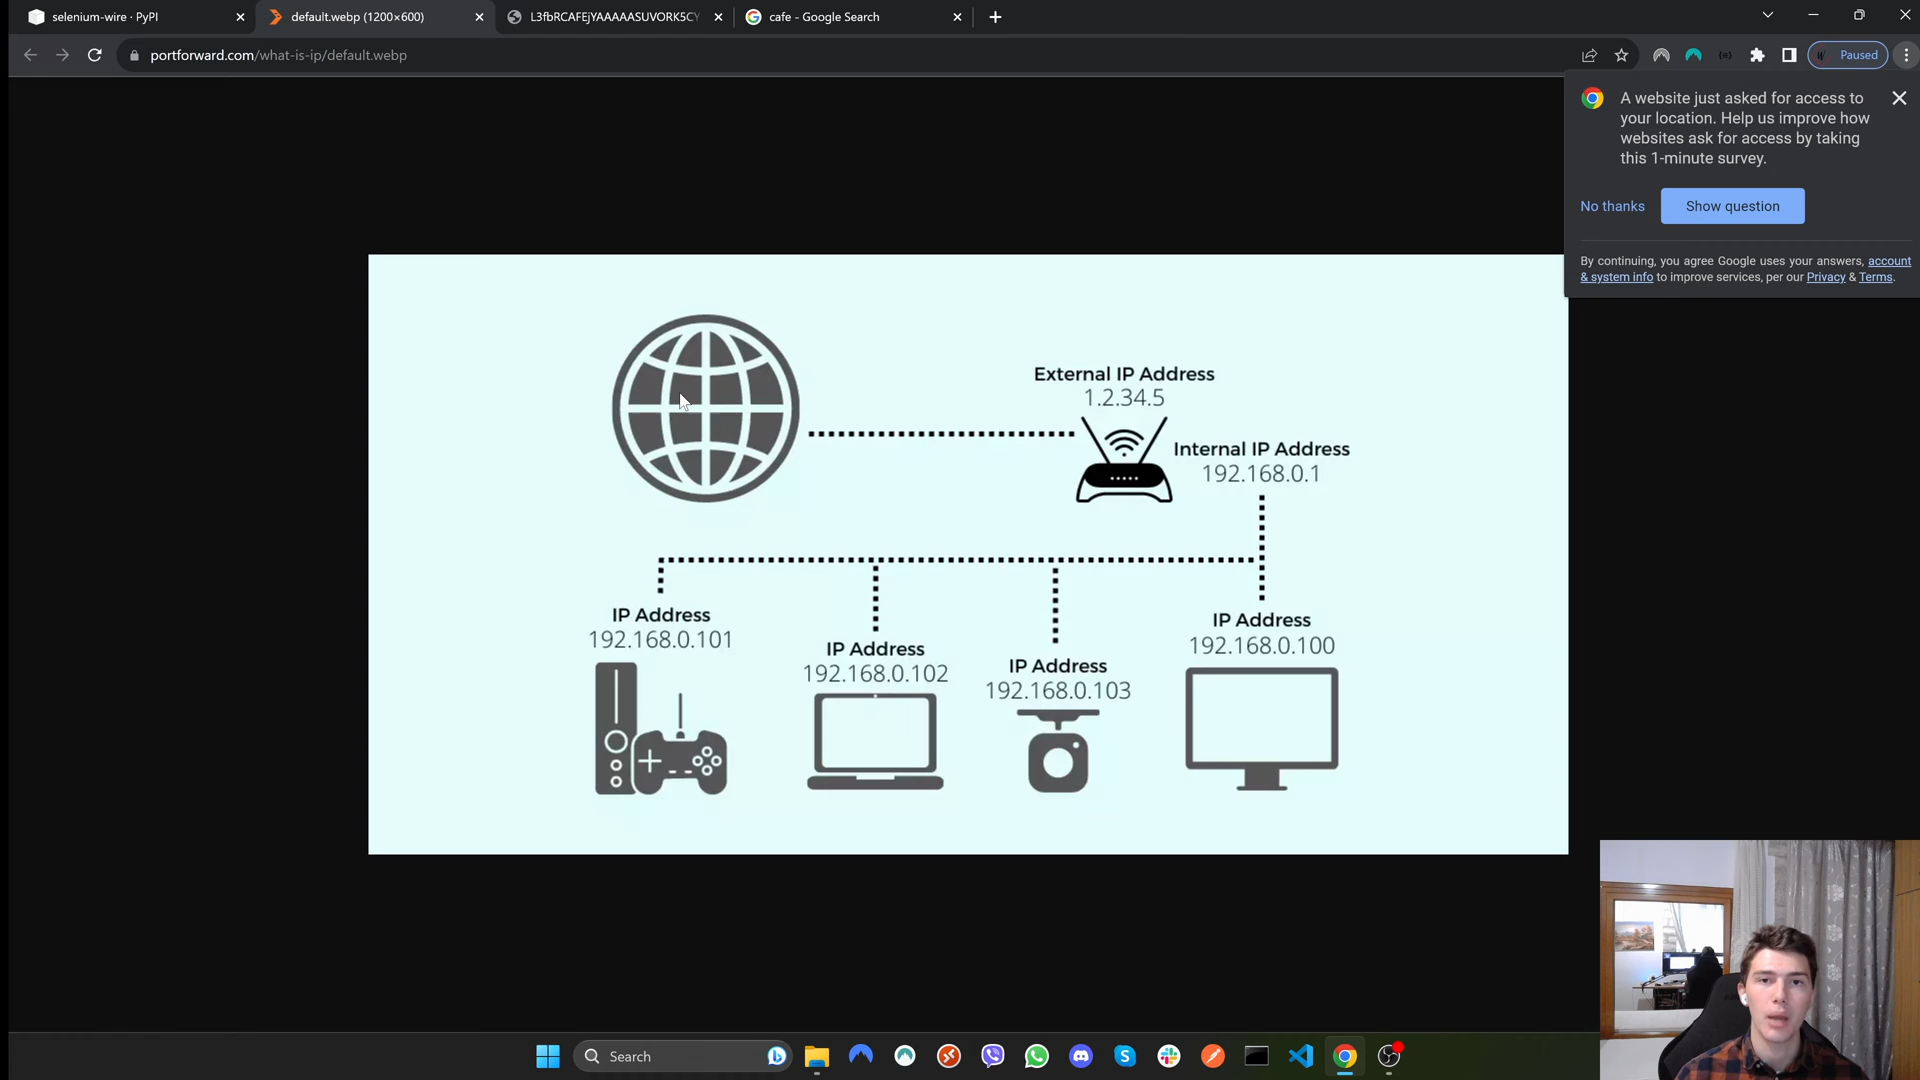 selenium-wire · PyPI
default.webp (1200×600)
L3fbRCAFEjYAAAAASUVORK5CY
cafe - Google Search
portforward.com/what-is-ip/default.webp
Paused
A website just asked for access to
your location. Help us improve how
websites ask for access by taking
this 1-minute survey.
No thanks
Show question
By continuing, you agree Google uses your answers, account
& system info to improve services, per our Privacy & Terms.
External IP Address
1.2.34.5
Internal IP Address
192.168.0.1
IP Address
192.168.0.101
IP Address
192.168.0.102
IP Address
192.168.0.103
IP Address
192.168.0.100
Search